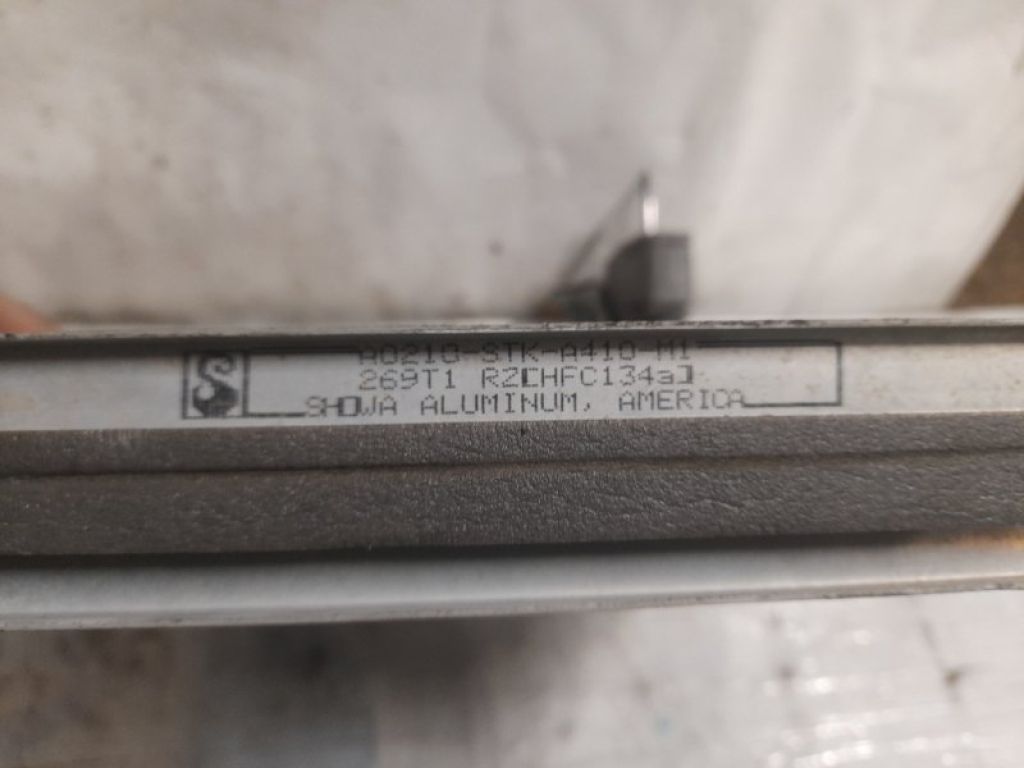 80210-STK-A410-M1
269T1 RZ[HFC134a]
SHOWA ALUMINUM, AMERICA